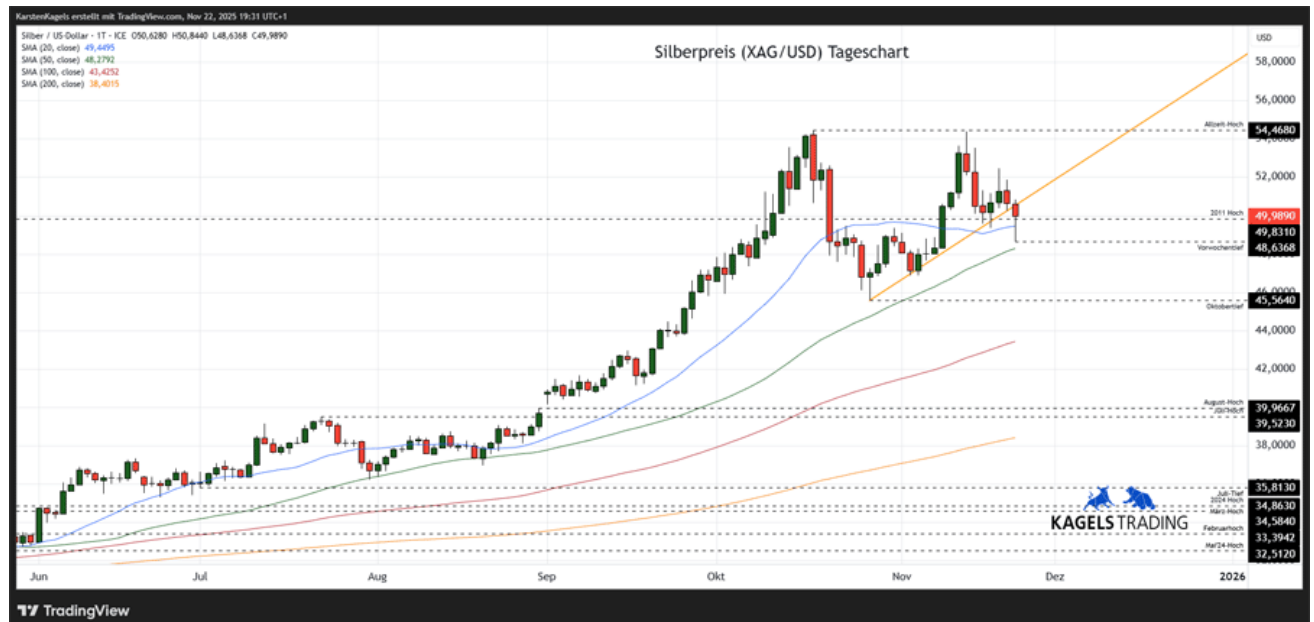 KarstenKagels erstellt mit TradingView.com, Nov 22, 2025 19:31 UTC+1
Silber / US-Dollar · 1T · ICE O50,6280 H50,8440 L48,6368 C49,9890
SMA (20, close) 49,4495
SMA (50, close) 48,2792
SMA (100, close) 43,4252
SMA (200, close) 38,4015
Silberpreis (XAG/USD) Tageschart
USD
58,0000
56,0000
Allzeit-Hoch 54,4680
52,0000
49,9890
2011 Hoch 49,8310
Vorwochentief 48,6368
46,0000
45,5640
Oktobertief
44,0000
42,0000
August-Hoch 39,9667
Juli-Hoch 39,5230
38,0000
35,8130
Juli-Tief
2024 Hoch 34,8630
März-Hoch 34,5840
Februarhoch 33,3942
Mai'24-Hoch 32,5120
KAGELS TRADING
Jun Jul Aug Sep Okt Nov Dez 2026
TradingView